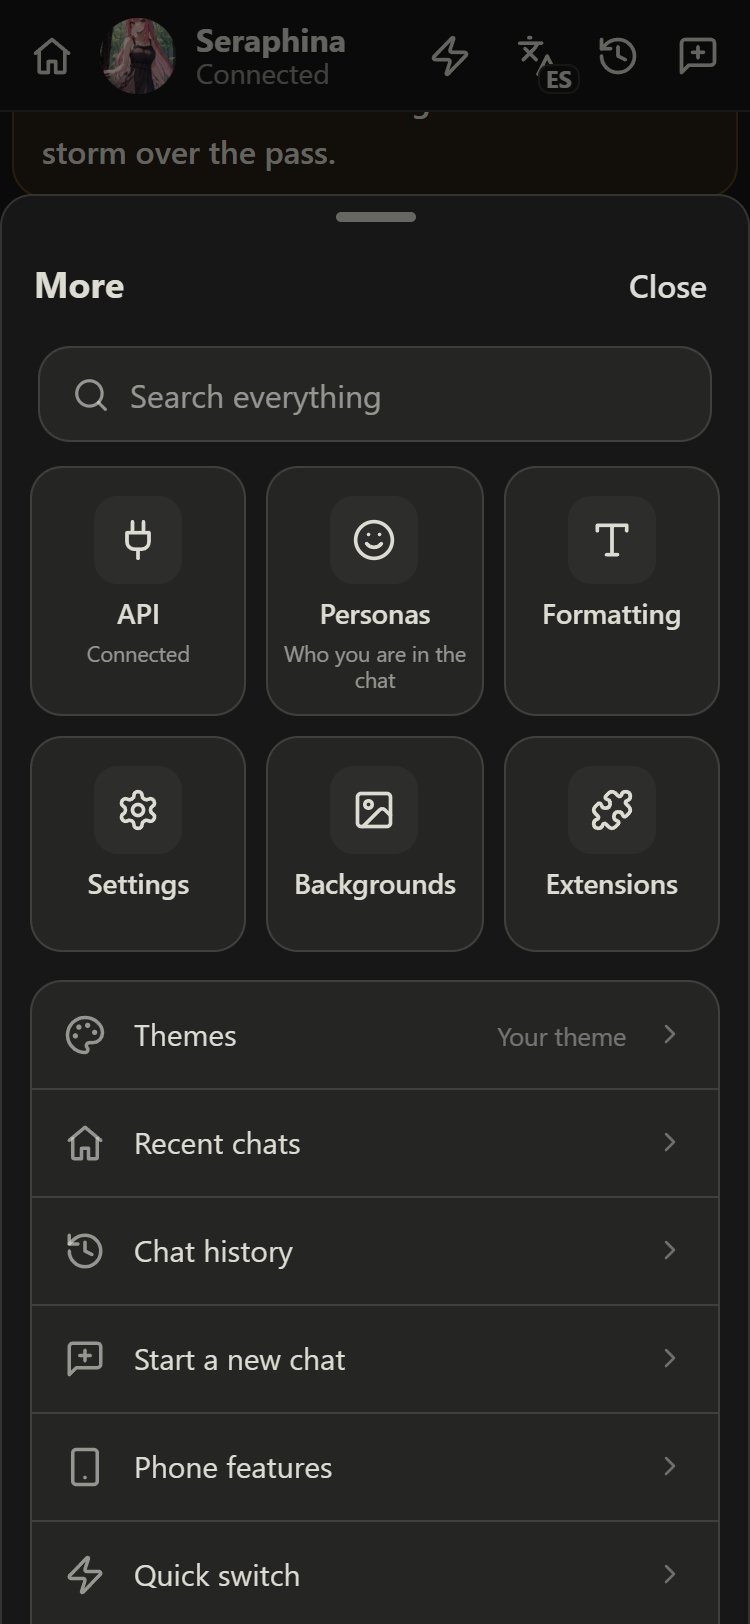 Seraphina
Connected
ES
storm over the pass.
More
Close
Search everything
API
Connected
Personas
Who you are in the
chat
Formatting
Settings
Backgrounds
Extensions
Themes
Your theme
Recent chats
Chat history
Start a new chat
Phone features
Quick switch